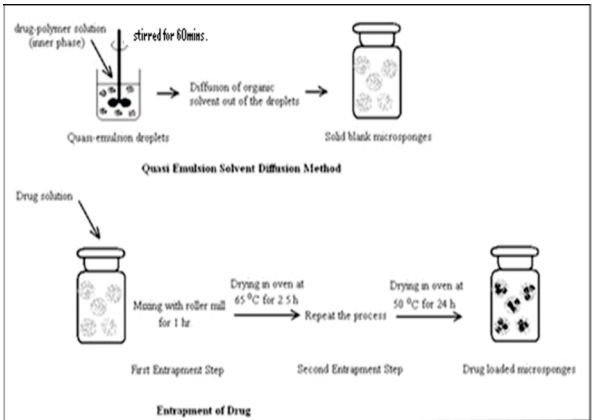 drug-polymer solution
(inner phase)
stirred for 60mins.
Quasi-emulsion droplets
Diffusion of organic
solvent out of the droplets
Solid blank microsponges
Quasi Emulsion Solvent Diffusion Method
Drug solution
Mixing with roller mill
for 1 hr.
Drying in oven at
65 °C for 2.5 h
Repeat the process
Drying in oven at
50 °C for 24 h
First Entrapment Step
Second Entrapment Step
Drug loaded microsponges
Entrapment of Drug